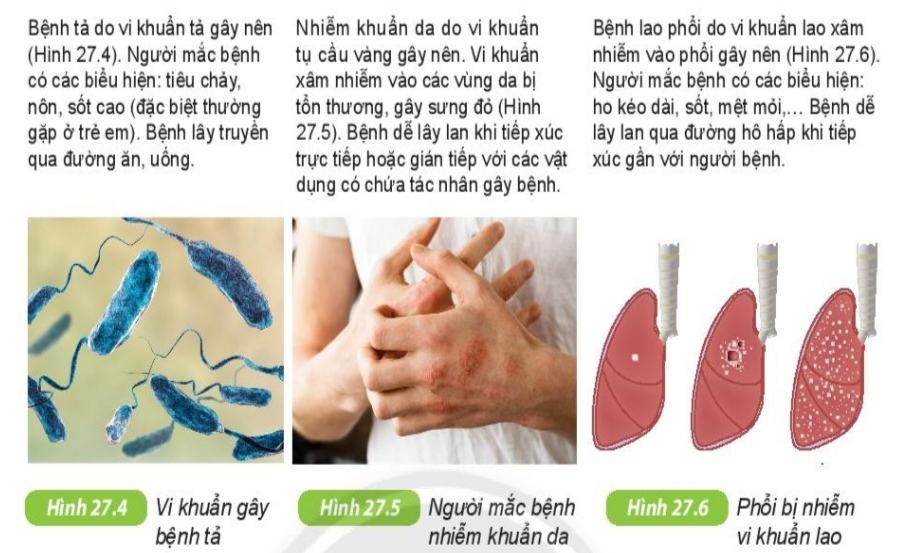 Bệnh tả do vi khuẩn tả gây nên
(Hình 27.4). Người mắc bệnh
có các biểu hiện: tiêu chảy,
nôn, sốt cao (đặc biệt thường
gặp ở trẻ em). Bệnh lây truyền
qua đường ăn, uống.
Nhiễm khuẩn da do vi khuẩn
tụ cầu vàng gây nên. Vi khuẩn
xâm nhiễm vào các vùng da bị
tổn thương, gây sưng đỏ (Hình
27.5). Bệnh dễ lây lan khi tiếp xúc
trực tiếp hoặc gián tiếp với các vật
dụng có chứa tác nhân gây bệnh.
Bệnh lao phổi do vi khuẩn lao xâm
nhiễm vào phổi gây nên (Hình 27.6).
Người mắc bệnh có các biểu hiện:
ho kéo dài, sốt, mệt mỏi,... Bệnh dễ
lây lan qua đường hô hấp khi tiếp
xúc gần với người bệnh.
Hình 27.4 Vi khuẩn gây
bệnh tả
Hình 27.5 Người mắc bệnh
nhiễm khuẩn da
Hình 27.6 Phổi bị nhiễm
vi khuẩn lao